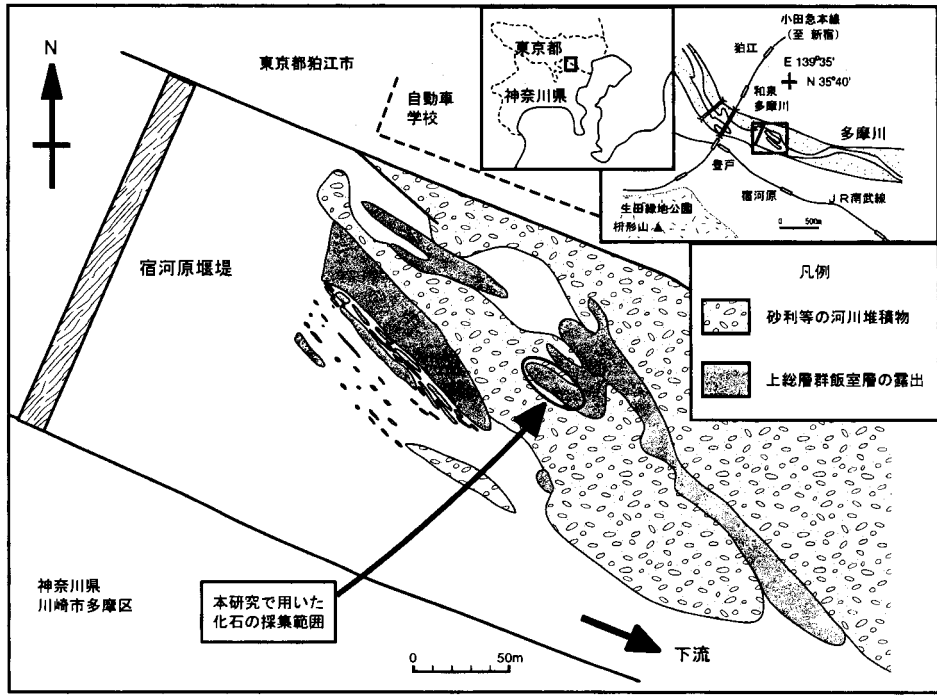 N
東京都狛江市
自動車
学校
東京都
神奈川県
小田急本線
(至 新宿)
狛江
E 139°35'
N 35°40'
和泉
多摩川
多摩川
登戸
宿河原
JR南武線
生田緑地公園
枡形山
0 500m
宿河原堰堤
凡例
砂利等の河川堆積物
上総層群飯室層の露出
神奈川県
川崎市多摩区
本研究で用いた
化石の採集範囲
0 50m
下流